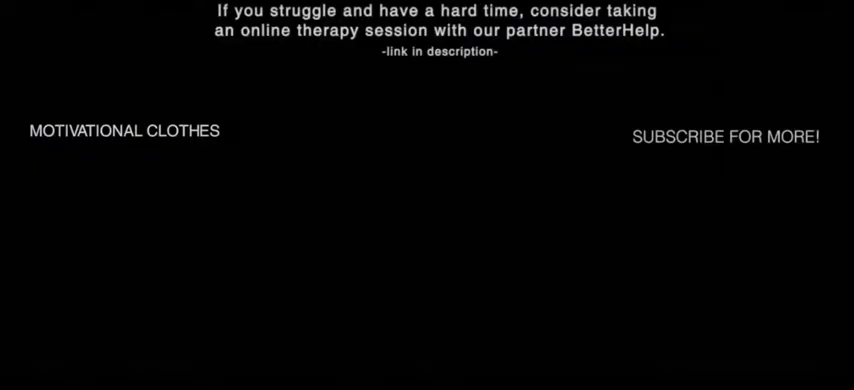 If you struggle and have a hard time, consider taking
an online therapy session with our partner BetterHelp.
-link in description-
MOTIVATIONAL CLOTHES
SUBSCRIBE FOR MORE!